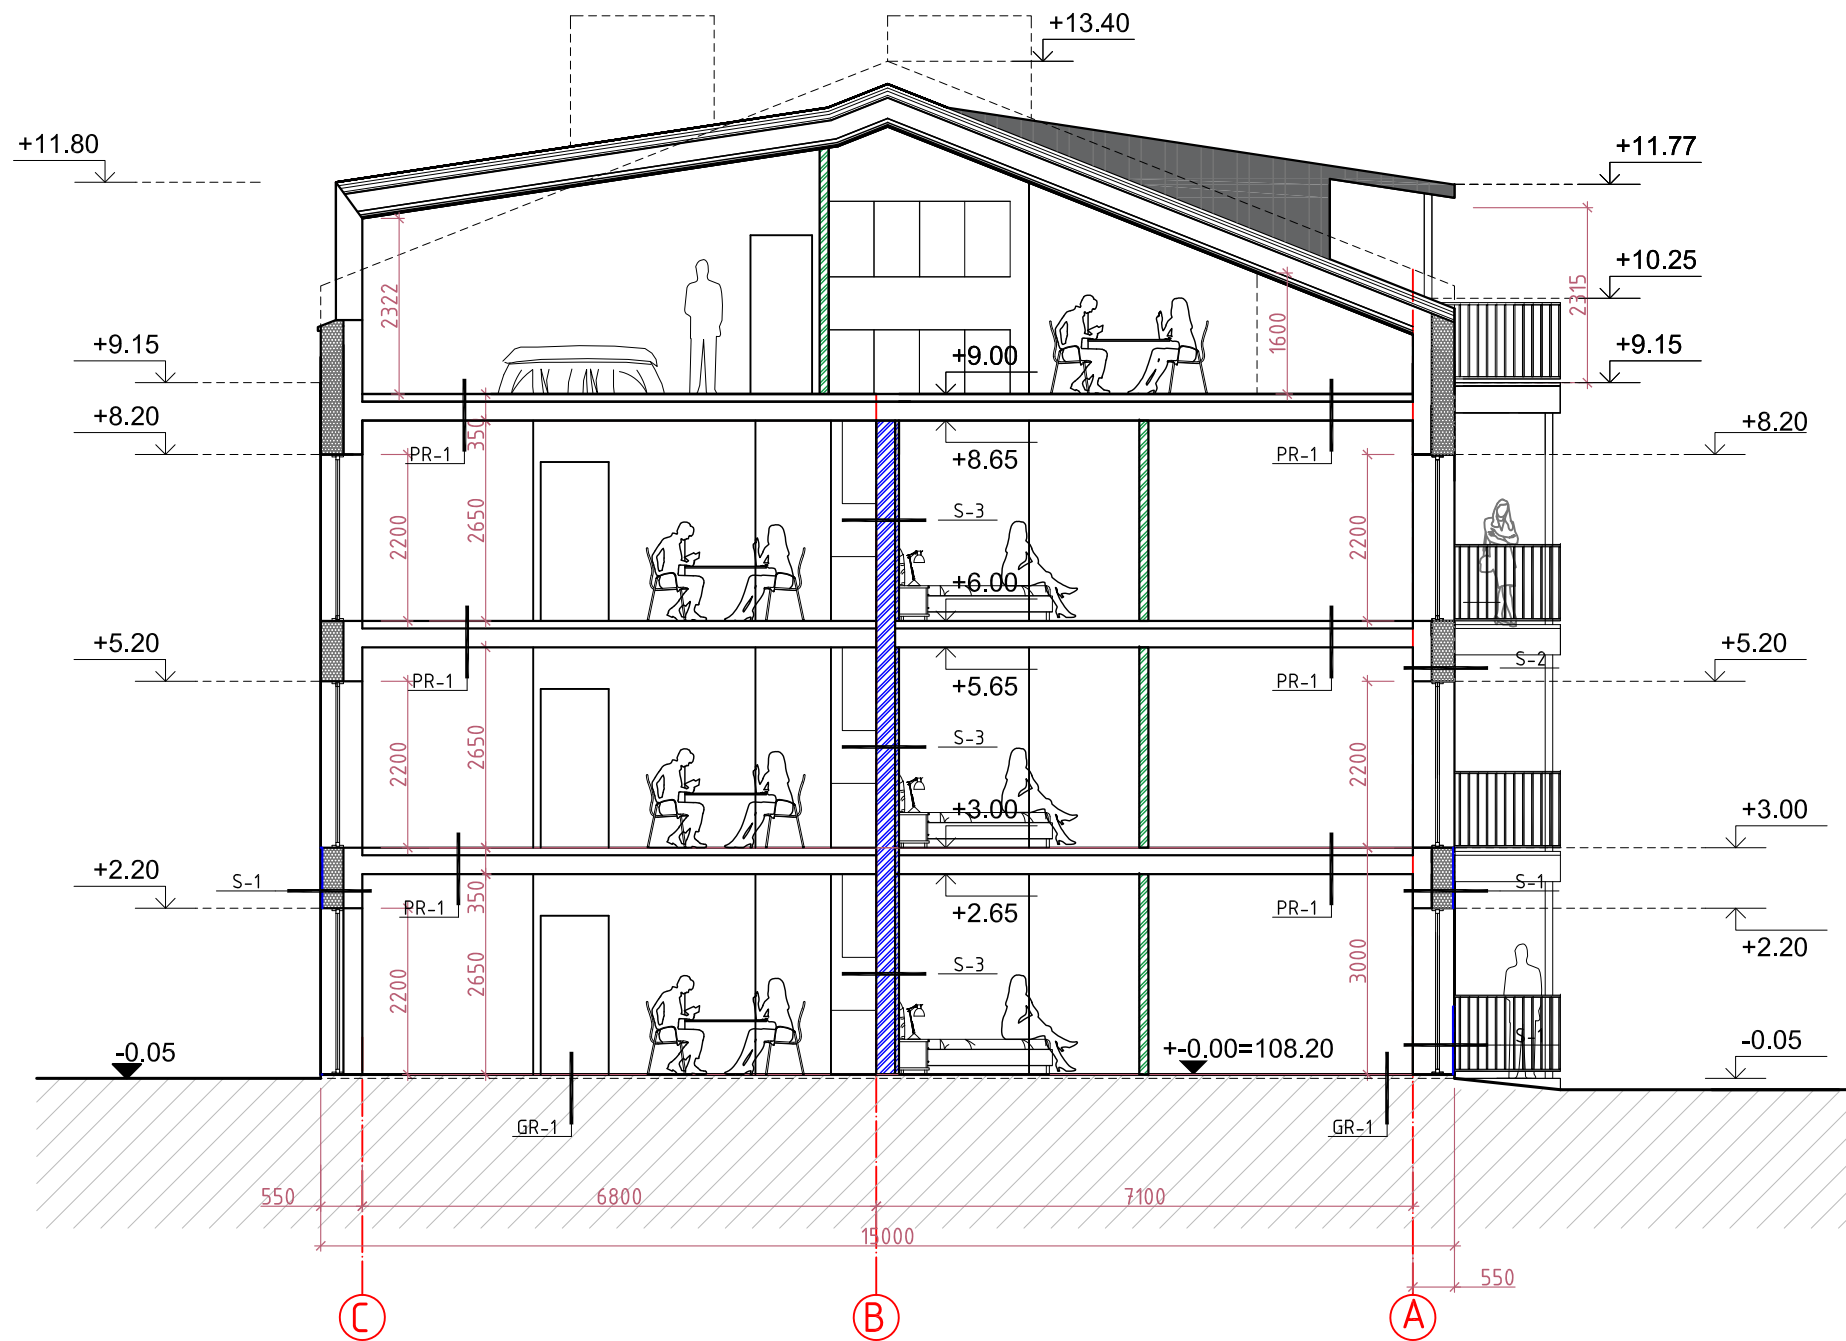 +13.40
+11.80
+11.77
+10.25
2322
2315
1600
+9.15
+9.00
+9.15
+8.20
350
+8.20
PR-1
+8.65
PR-1
2200
2650
S-3
2200
+6.00
+5.20
S-2
+5.20
PR-1
+5.65
PR-1
2200
2650
S-3
2200
+3.00
+3.00
+2.20
S-1
350
S-1
PR-1
+2.65
PR-1
+2.20
2200
2650
S-3
3000
-0.05
+-0.00=108.20
S-1
-0.05
GR-1
GR-1
550
6800
7100
15000
550
C
B
A